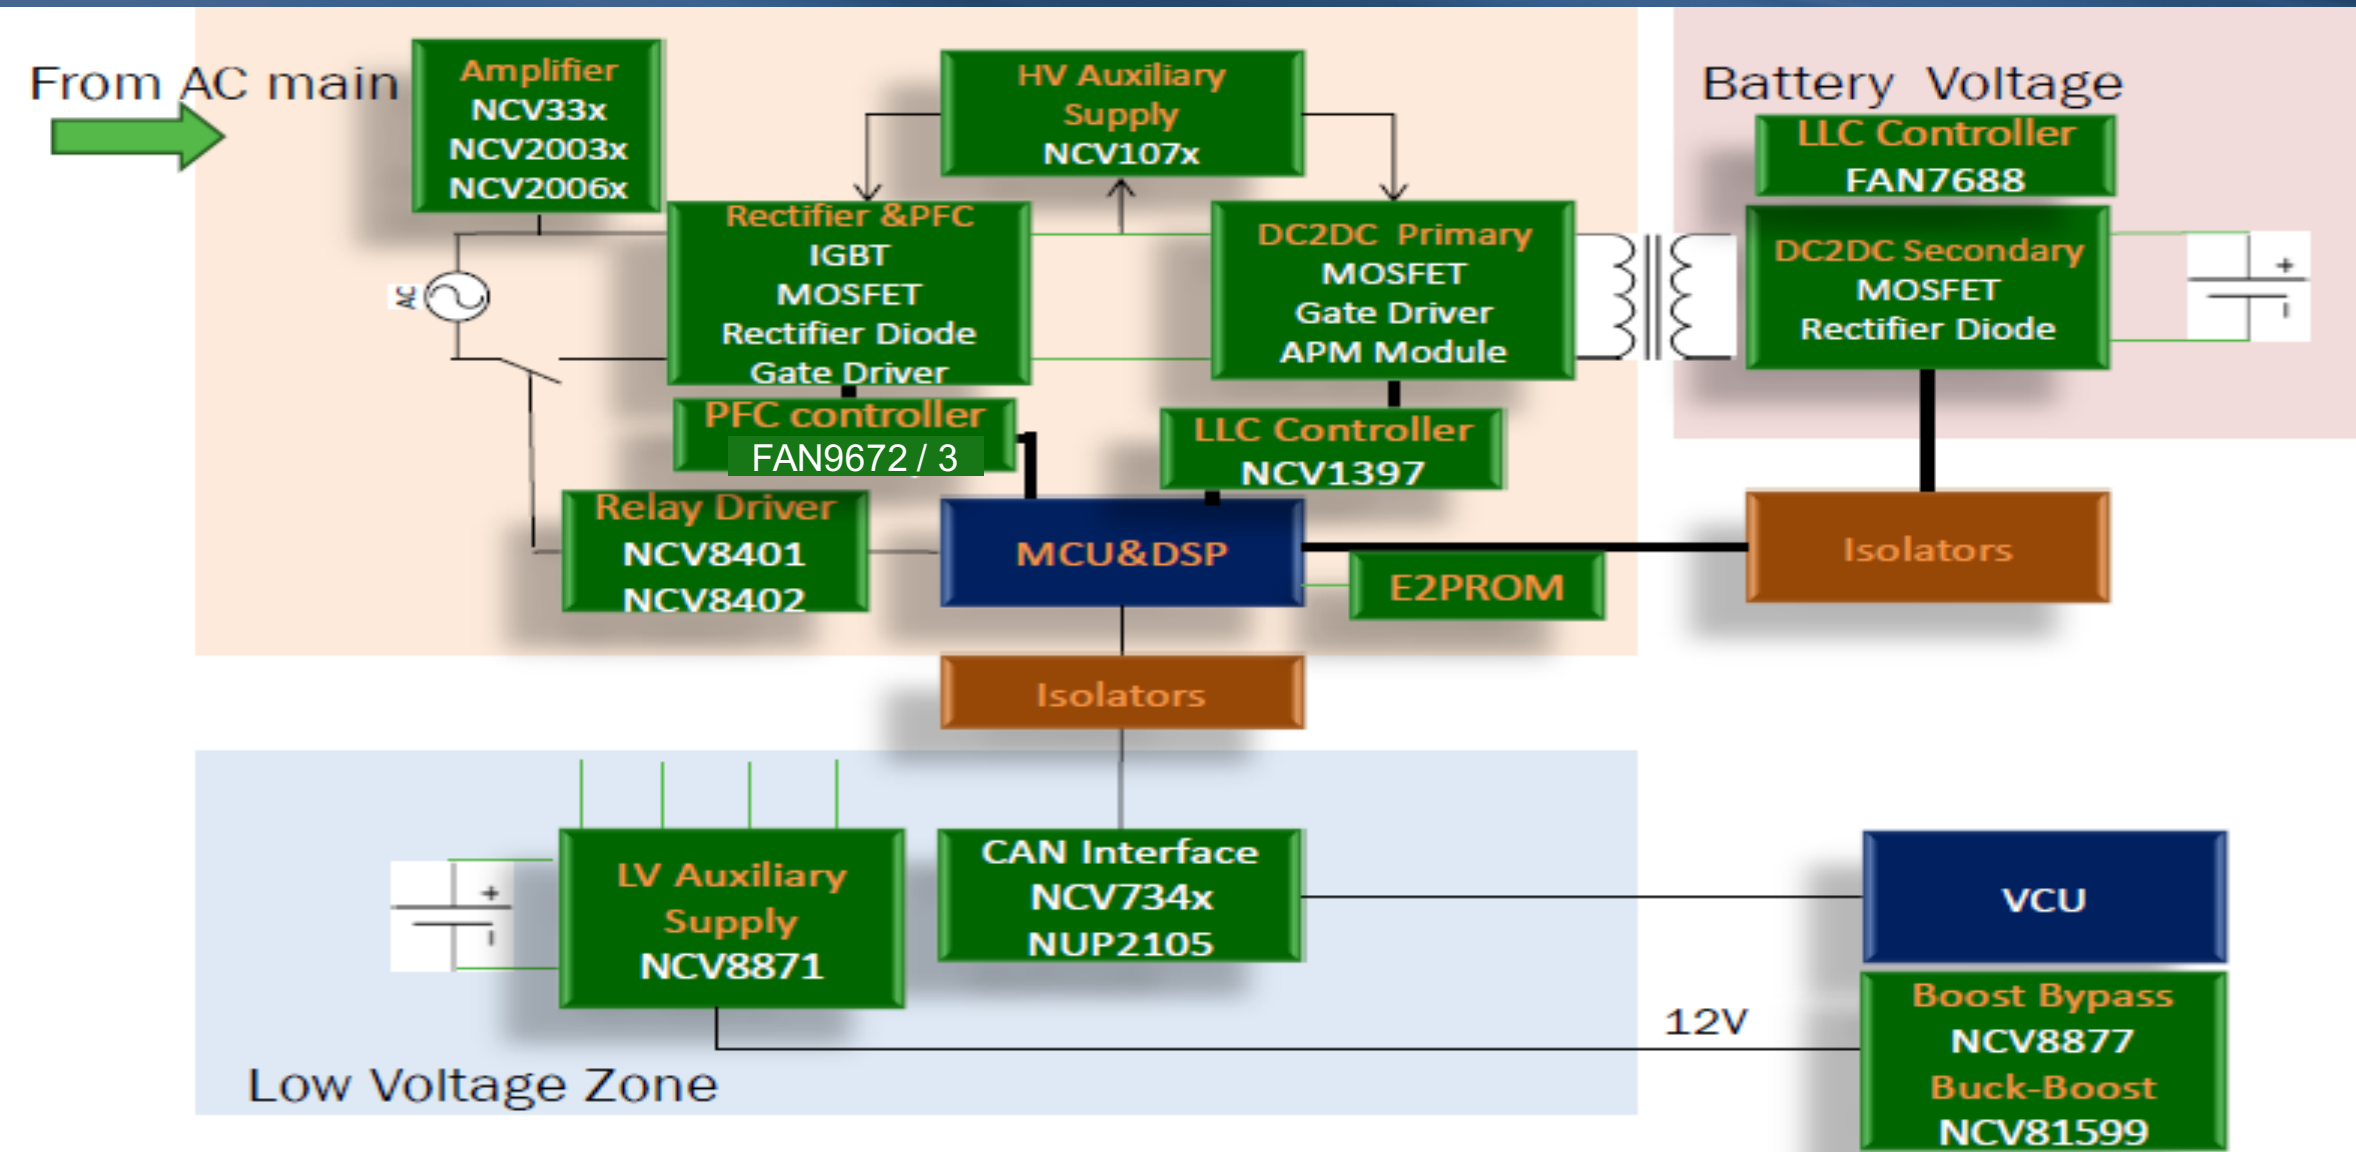 From AC main
Amplifier
NCV33x
NCV2003x
NCV2006x
HV Auxiliary
Supply
NCV107x
Battery Voltage
LLC Controller
FAN7688
Rectifier &PFC
IGBT
MOSFET
Rectifier Diode
Gate Driver
DC2DC Primary
MOSFET
Gate Driver
APM Module
DC2DC Secondary
MOSFET
Rectifier Diode
+
−
AC
PFC controller
FAN9672 / 3
LLC Controller
NCV1397
Relay Driver
NCV8401
NCV8402
MCU&DSP
E2PROM
Isolators
Isolators
LV Auxiliary
Supply
NCV8871
+
−
CAN Interface
NCV734x
NUP2105
VCU
12V
Boost Bypass
NCV8877
Buck-Boost
NCV81599
Low Voltage Zone